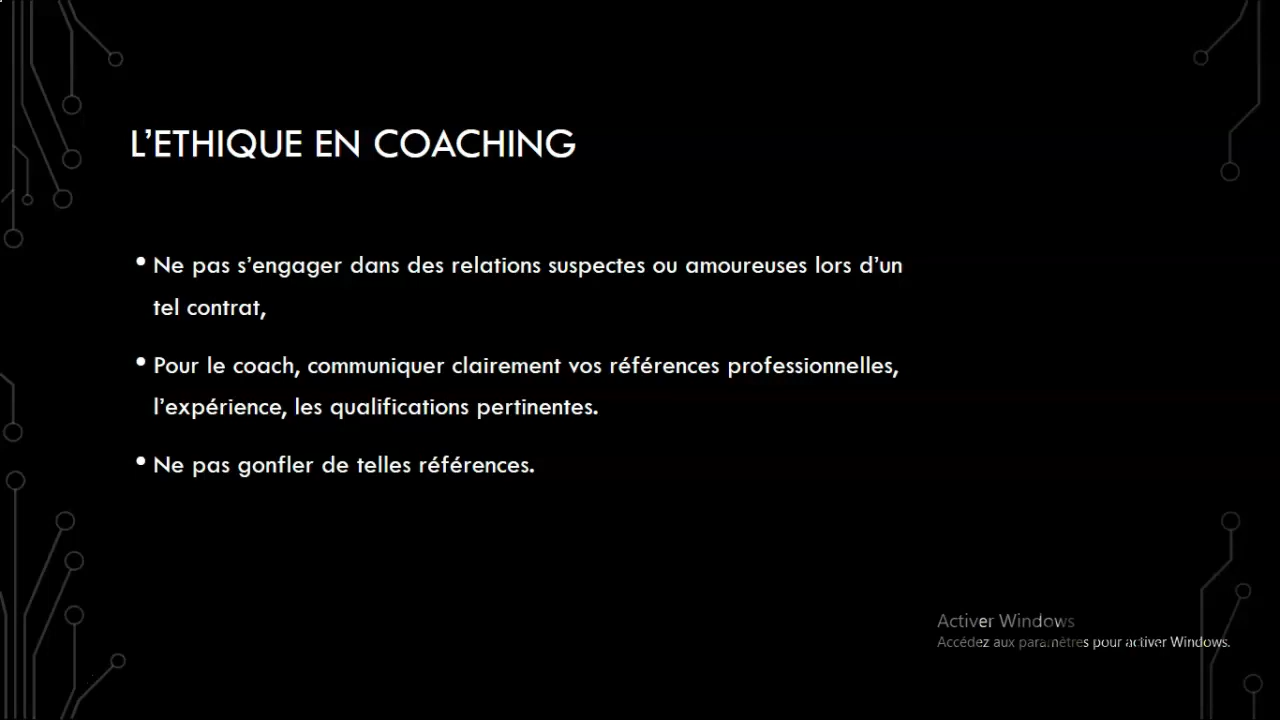 L’ETHIQUE EN COACHING
• Ne pas s’engager dans des relations suspectes ou amoureuses lors d’un
tel contrat,
• Pour le coach, communiquer clairement vos références professionnelles,
l’expérience, les qualifications pertinentes.
• Ne pas gonfler de telles références.
Activer Windows
Accédez aux paramètres pour activer Windows.